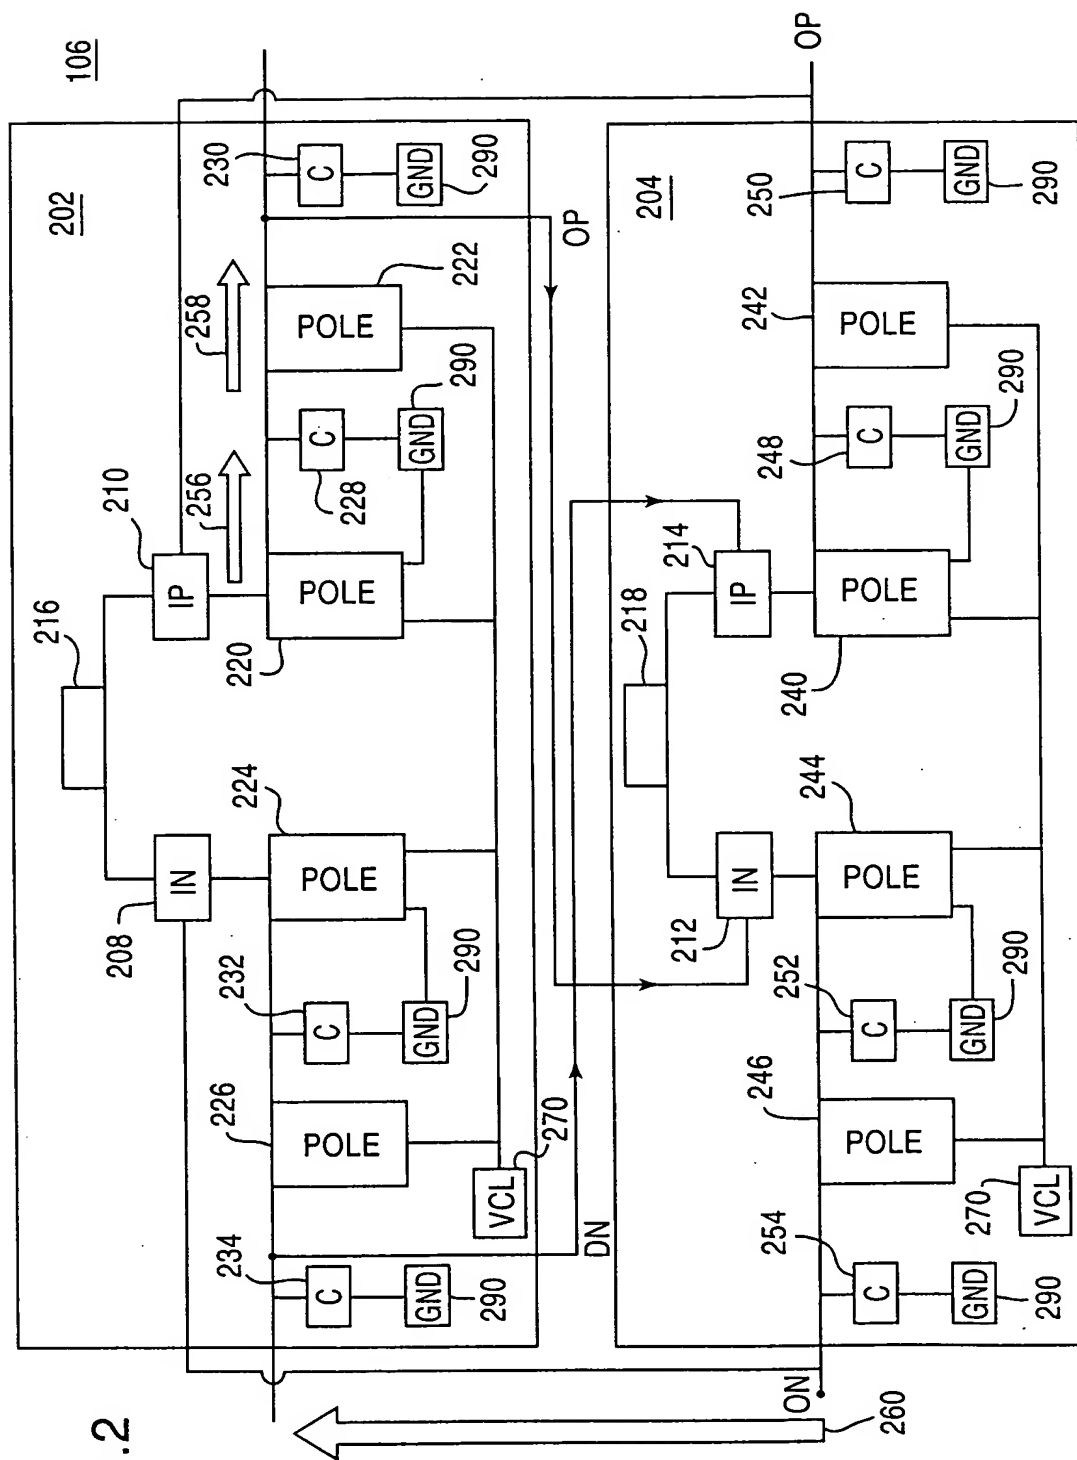 106
202
216
210
IP
256
258
230
C
GND
290
208
IN
224
POLE
220
POLE
228
C
GND
290
222
POLE
226
POLE
232
C
GND
290
234
C
GND
290
VCL
270
OP
DN
204
218
214
IP
212
IN
244
POLE
240
POLE
248
C
GND
290
242
POLE
250
C
GND
290
OP
246
POLE
252
C
GND
290
254
C
GND
290
VCL
270
ON
260
.2